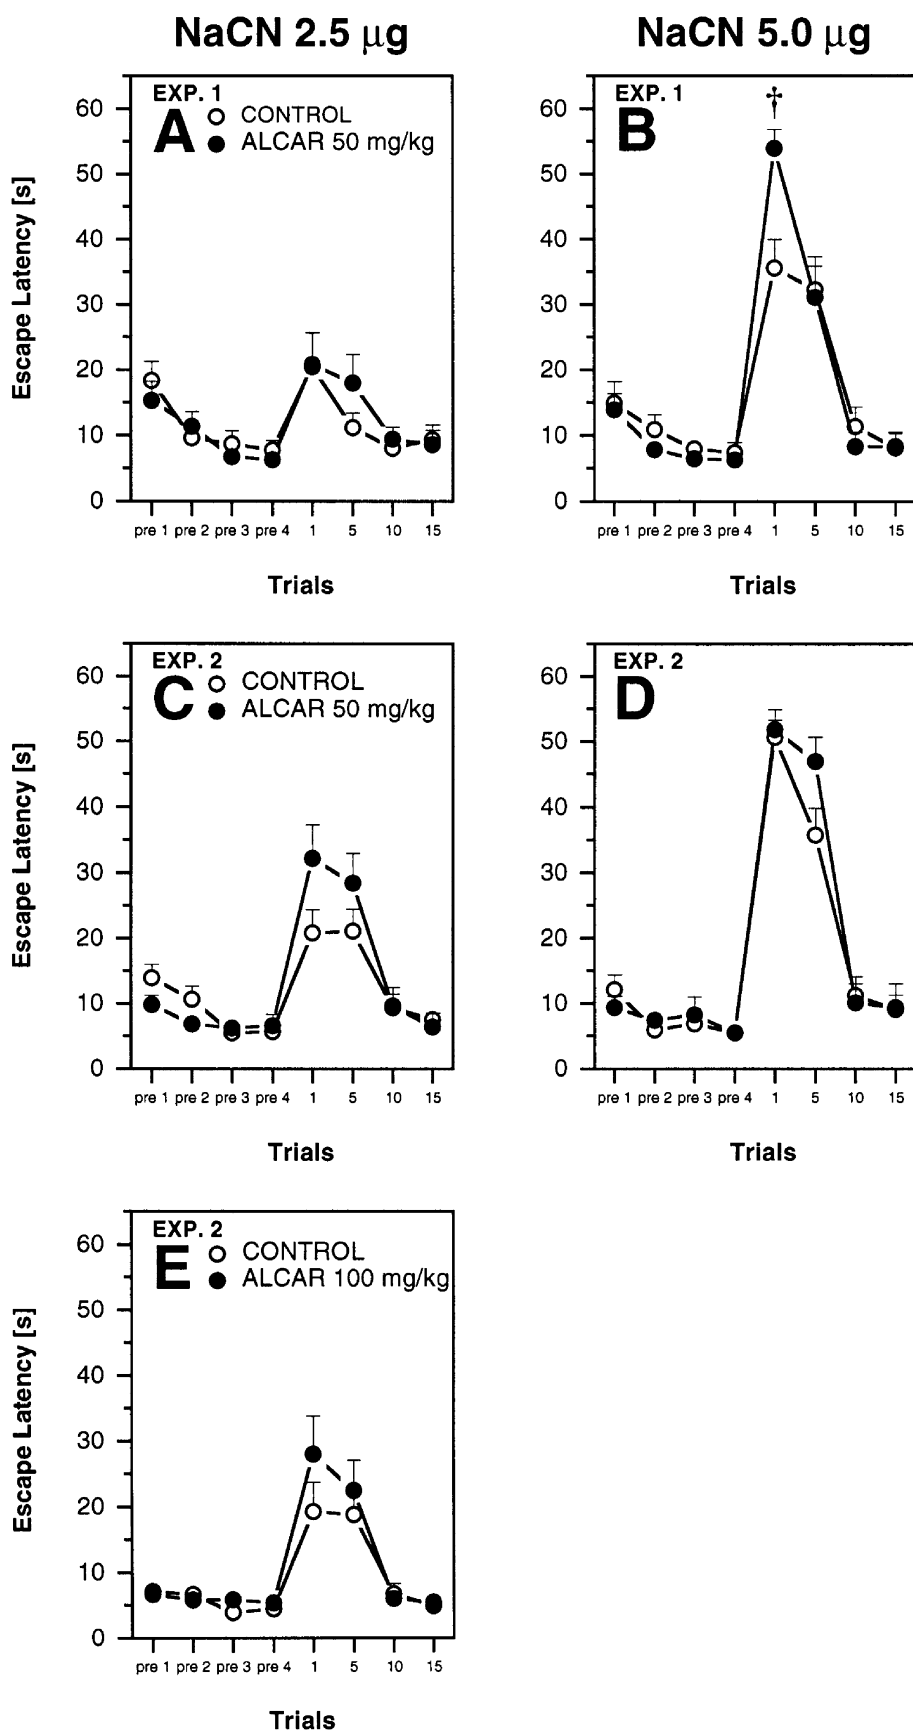 NaCN 2.5 µg
NaCN 5.0 µg
EXP. 1
A
CONTROL
ALCAR 50 mg/kg
Escape Latency [s]
60
50
40
30
20
10
0
pre 1 pre 2 pre 3 pre 4 1 5 10 15
Trials
EXP. 1
B
†
60
50
40
30
20
10
0
pre 1 pre 2 pre 3 pre 4 1 5 10 15
Trials
EXP. 2
C
CONTROL
ALCAR 50 mg/kg
Escape Latency [s]
60
50
40
30
20
10
0
pre 1 pre 2 pre 3 pre 4 1 5 10 15
Trials
EXP. 2
D
60
50
40
30
20
10
0
pre 1 pre 2 pre 3 pre 4 1 5 10 15
Trials
EXP. 2
E
CONTROL
ALCAR 100 mg/kg
Escape Latency [s]
60
50
40
30
20
10
0
pre 1 pre 2 pre 3 pre 4 1 5 10 15
Trials